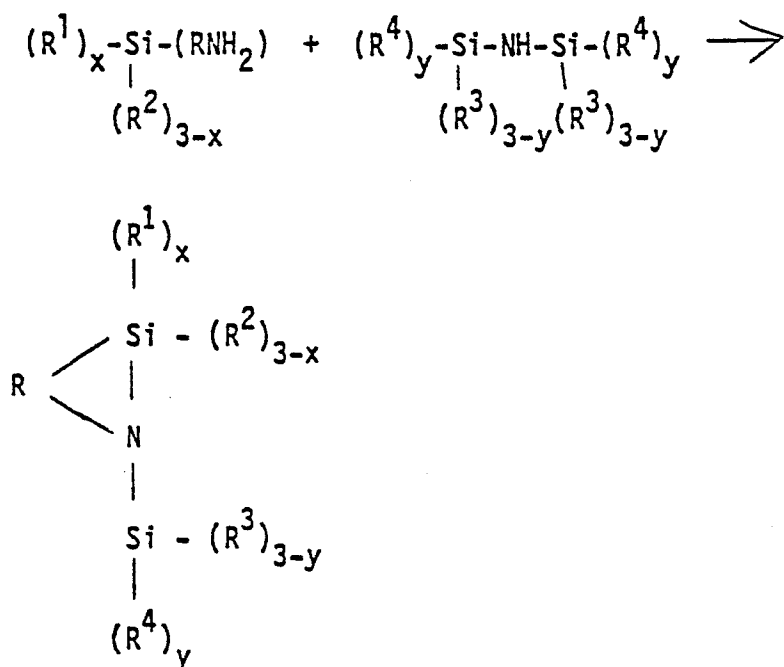 (R¹)ₓ-Si-(RNH₂) + (R⁴)y-Si-NH-Si-(R⁴)y
(R²)₃₋ₓ (R³)₃₋y(R³)₃₋y
(R¹)ₓ
Si - (R²)₃₋ₓ
R
N
Si - (R³)₃₋y
(R⁴)y